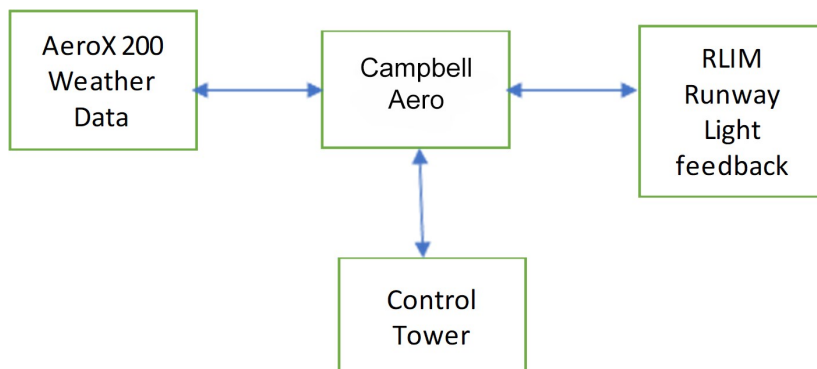 AeroX 200
Weather
Data
Campbell
Aero
RLIM
Runway
Light
feedback
Control
Tower